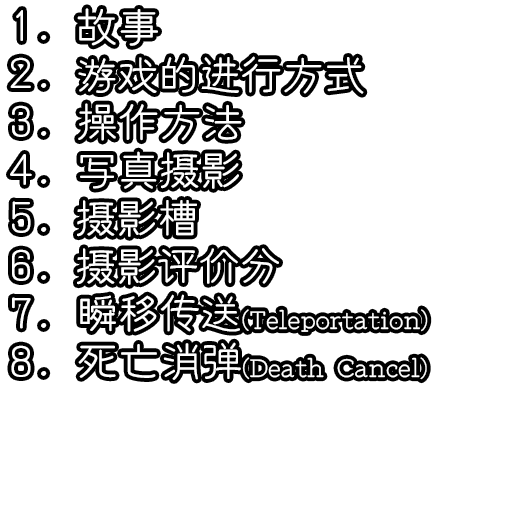 1. 故事
2. 游戏的进行方式
3. 操作方法
4. 写真摄影
5. 摄影槽
6. 摄影评价分
7. 瞬移传送(Teleportation)
8. 死亡消弹(Death Cancel)